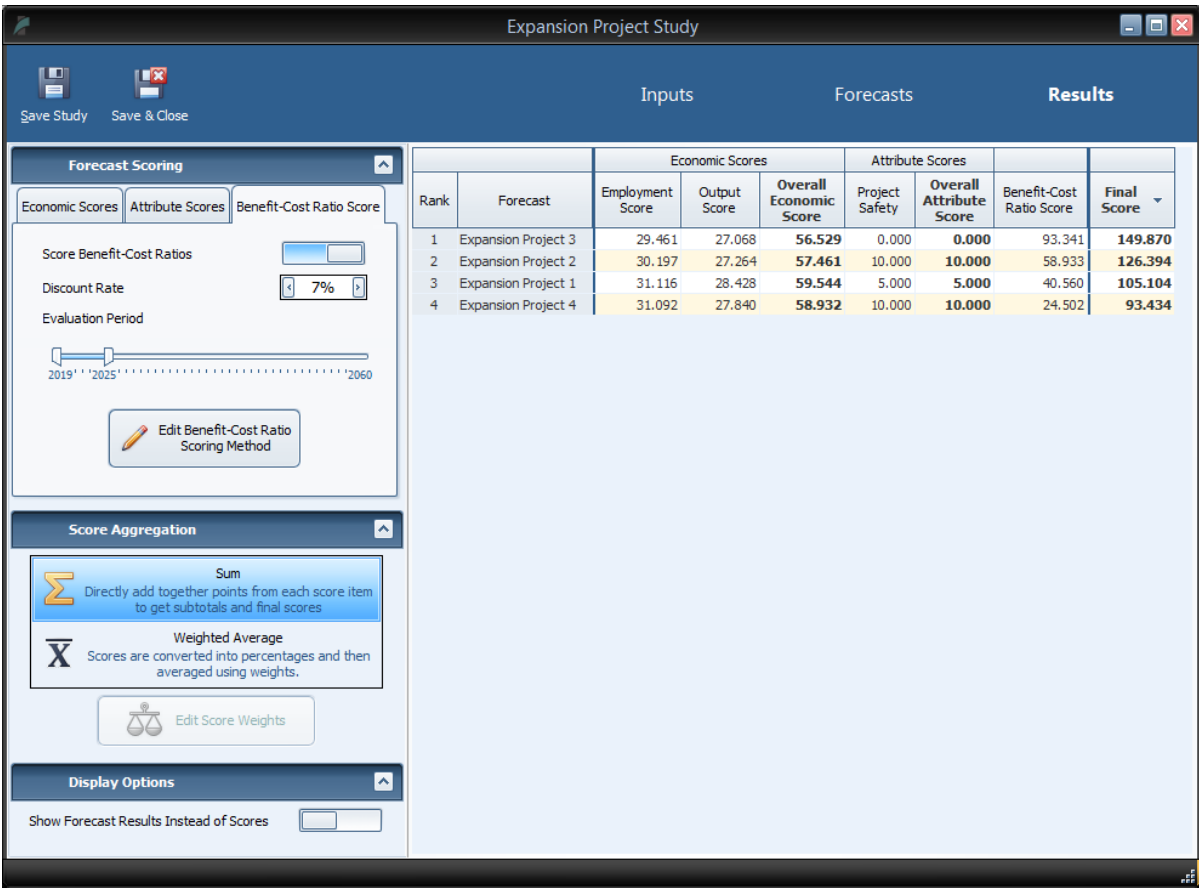 Expansion Project Study
Save Study
Save & Close
Inputs
Forecasts
Results
Forecast Scoring
Economic Scores
Attribute Scores
Benefit-Cost Ratio Score
Score Benefit-Cost Ratios
Discount Rate
7%
Evaluation Period
2019
2025
2060
Edit Benefit-Cost Ratio
Scoring Method
Score Aggregation
Sum
Directly add together points from each score item
to get subtotals and final scores
Weighted Average
Scores are converted into percentages and then
averaged using weights.
Edit Score Weights
Display Options
Show Forecast Results Instead of Scores
Economic Scores Attribute Scores
Rank
Forecast
Employment
Score
Output
Score
Overall
Economic
Score
Project
Safety
Overall
Attribute
Score
Benefit-Cost
Ratio Score
Final
Score
1 Expansion Project 3 29.461 27.068 56.529 0.000 0.000 93.341 149.870
2 Expansion Project 2 30.197 27.264 57.461 10.000 10.000 58.933 126.394
3 Expansion Project 1 31.116 28.428 59.544 5.000 5.000 40.560 105.104
4 Expansion Project 4 31.092 27.840 58.932 10.000 10.000 24.502 93.434